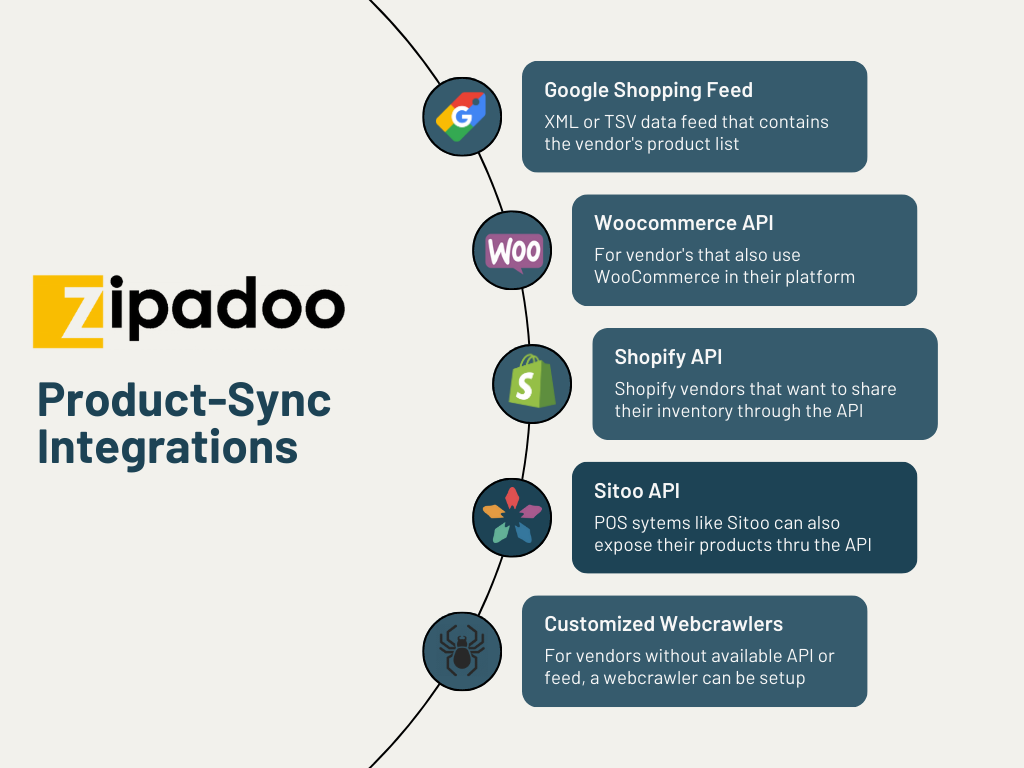 zipadoo
Product-Sync
Integrations
G
Google Shopping Feed
XML or TSV data feed that contains
the vendor's product list
WOO
Woocommerce API
For vendor's that also use
WooCommerce in their platform
S
Shopify API
Shopify vendors that want to share
their inventory through the API
Sitoo API
POS sytems like Sitoo can also
expose their products thru the API
Customized Webcrawlers
For vendors without available API or
feed, a webcrawler can be setup